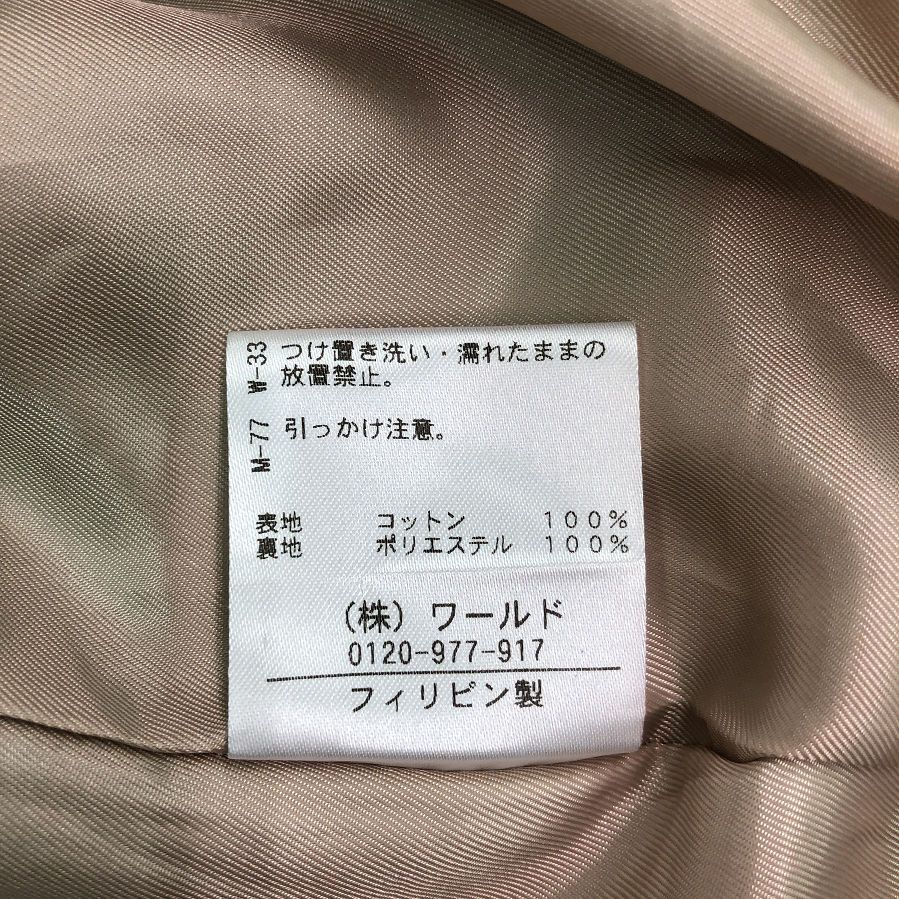 W-33 つけ置き洗い・濡れたままの
放置禁止。
M-77 引っかけ注意。
表地 コットン 100%
裏地 ポリエステル 100%
(株)ワールド
0120-977-917
フィリピン製